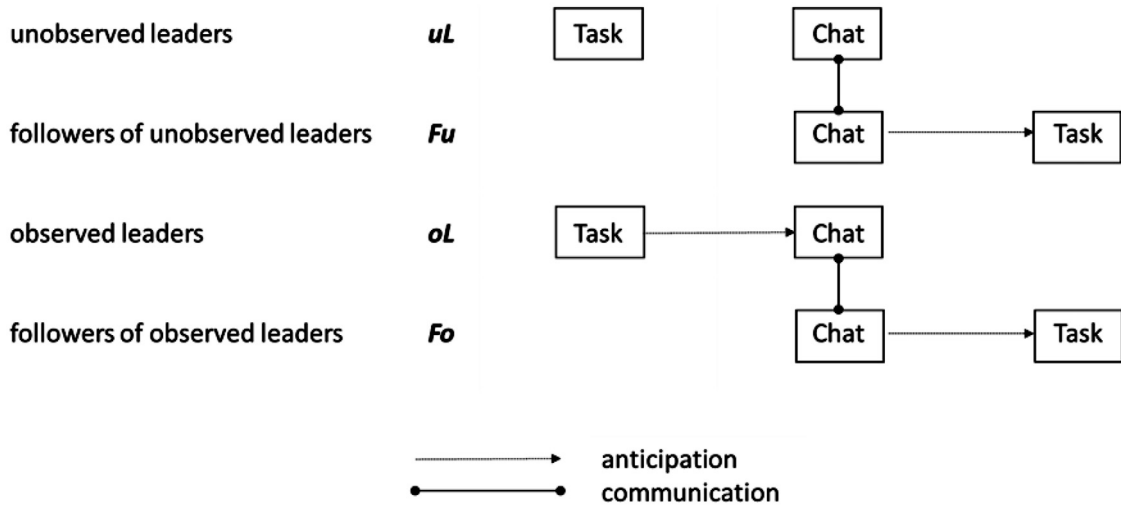 unobserved leaders uL Task Chat
followers of unobserved leaders Fu Chat Task
observed leaders oL Task Chat
followers of observed leaders Fo Chat Task
anticipation
communication